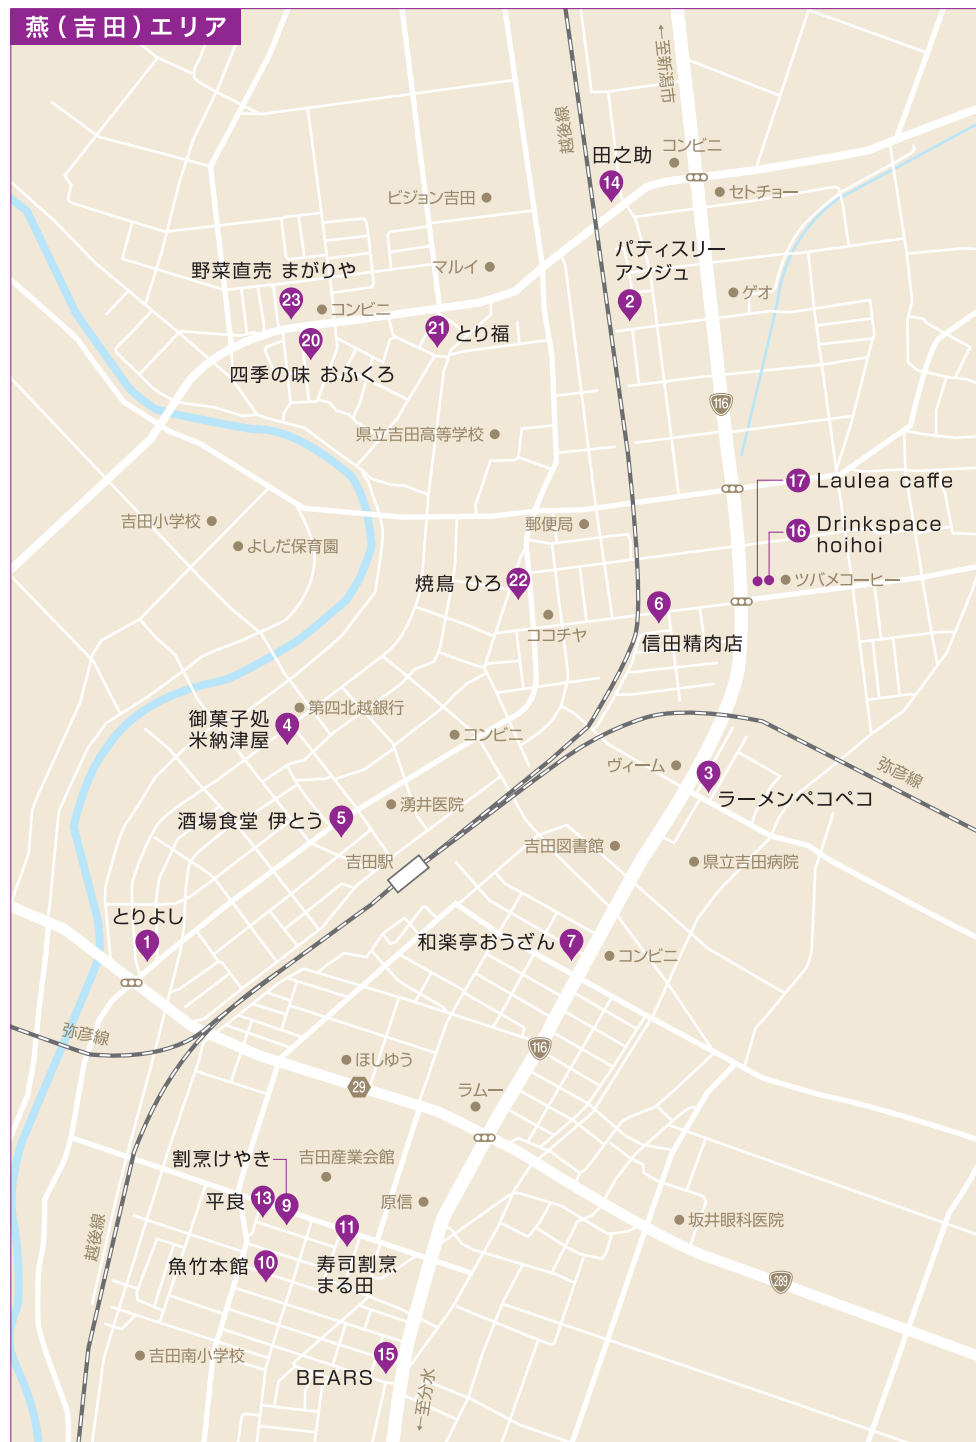 燕(吉田)エリア
←至新潟市
越後線
コンビニ
田之助
14
セトチョー
ビジョン吉田
パティスリー
アンジュ
2
マルイ
野菜直売 まがりや
23
コンビニ
ゲオ
21
とり福
20
四季の味 おふくろ
116
県立吉田高等学校
17
Laulea caffe
吉田小学校
郵便局
16
Drinkspace
hoihoi
よしだ保育園
焼鳥 ひろ
22
ツバメコーヒー
6
ココチヤ
信田精肉店
第四北越銀行
御菓子処
米納津屋
4
コンビニ
ヴィーム
3
弥彦線
ラーメンペコペコ
湧井医院
酒場食堂 伊とう
5
吉田図書館
吉田駅
県立吉田病院
とりよし
1
和楽亭おうざん
7
コンビニ
弥彦線
116
ほしゆう
29
ラムー
割烹けやき
吉田産業会館
平良
13
9
原信
11
坂井眼科医院
越後線
魚竹本館
10
寿司割烹
まる田
289
吉田南小学校
15
BEARS
←至分水